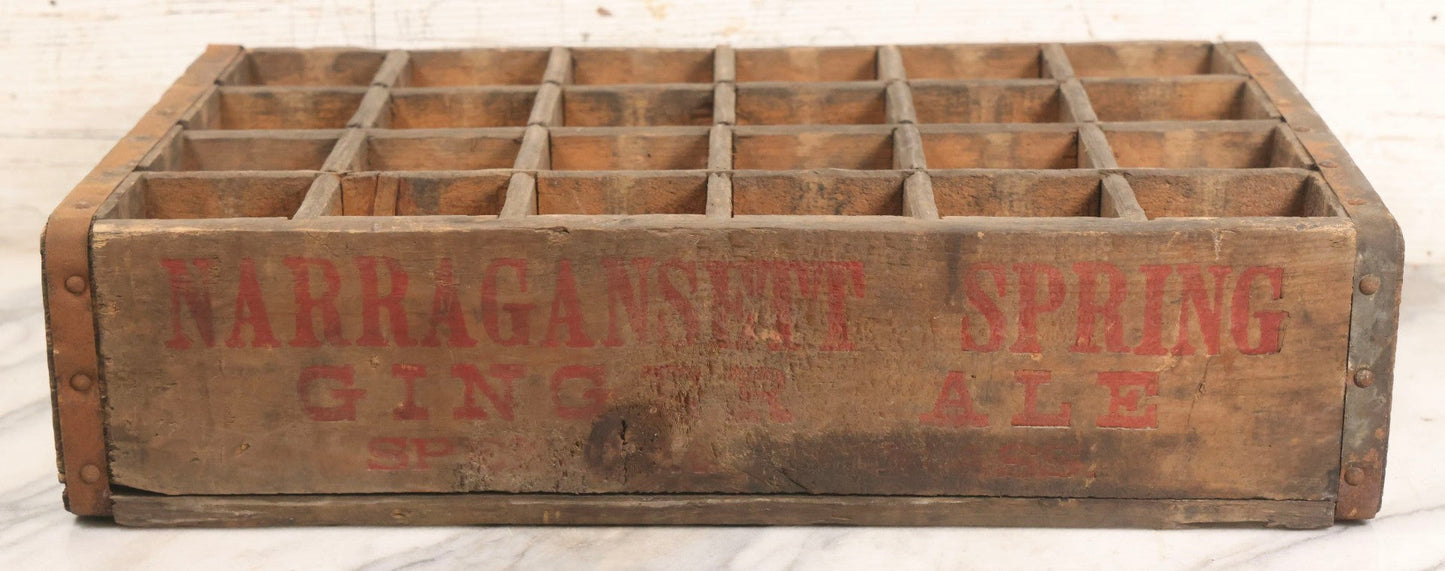 NARRAGANSETT SPRING
GINGER ALE